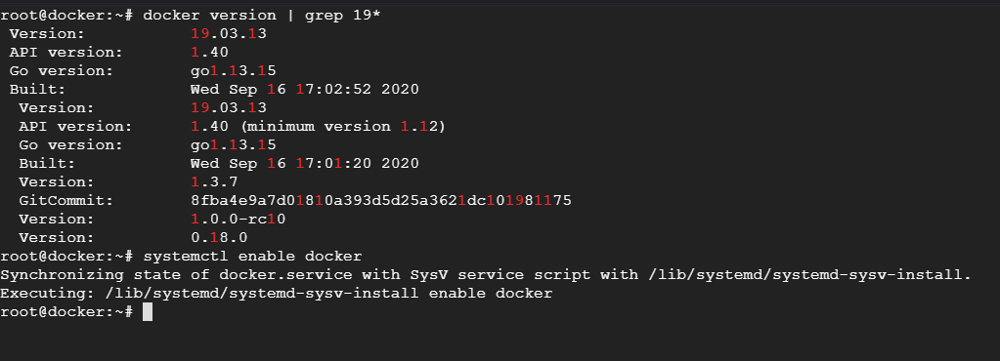 root@docker:~# docker version | grep 19*
Version: 19.03.13
API version: 1.40
Go version: go1.13.15
Built: Wed Sep 16 17:02:52 2020
Version: 19.03.13
API version: 1.40 (minimum version 1.12)
Go version: go1.13.15
Built: Wed Sep 16 17:01:20 2020
Version: 1.3.7
GitCommit: 8fba4e9a7d01810a393d5d25a3621dc101981175
Version: 1.0.0-rc10
Version: 0.18.0
root@docker:~# systemctl enable docker
Synchronizing state of docker.service with SysV service script with /lib/systemd/systemd-sysv-install.
Executing: /lib/systemd/systemd-sysv-install enable docker
root@docker:~#